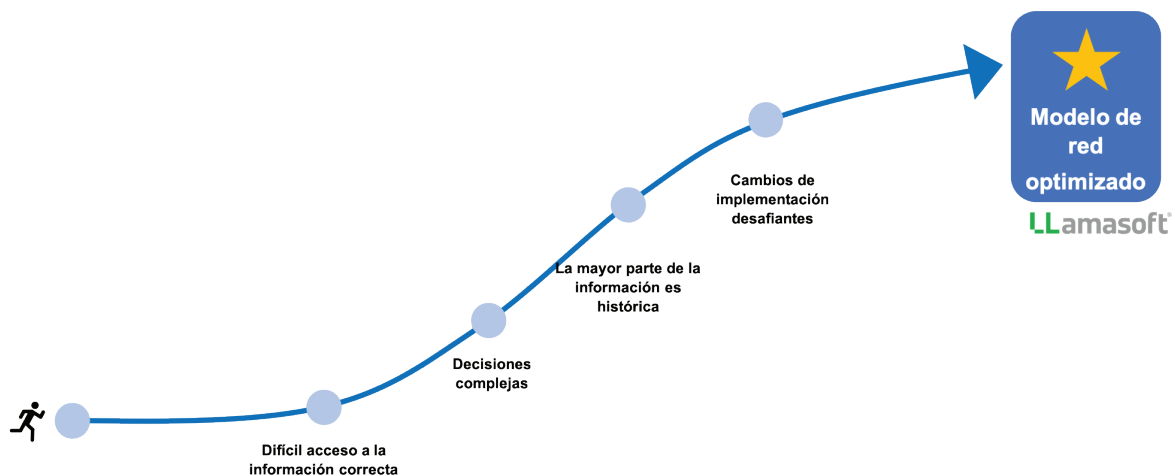 Modelo de
red
optimizado
LLamasoft
Cambios de
implementación
desafiantes
La mayor parte de la
información es
histórica
Decisiones
complejas
Difícil acceso a la
información correcta